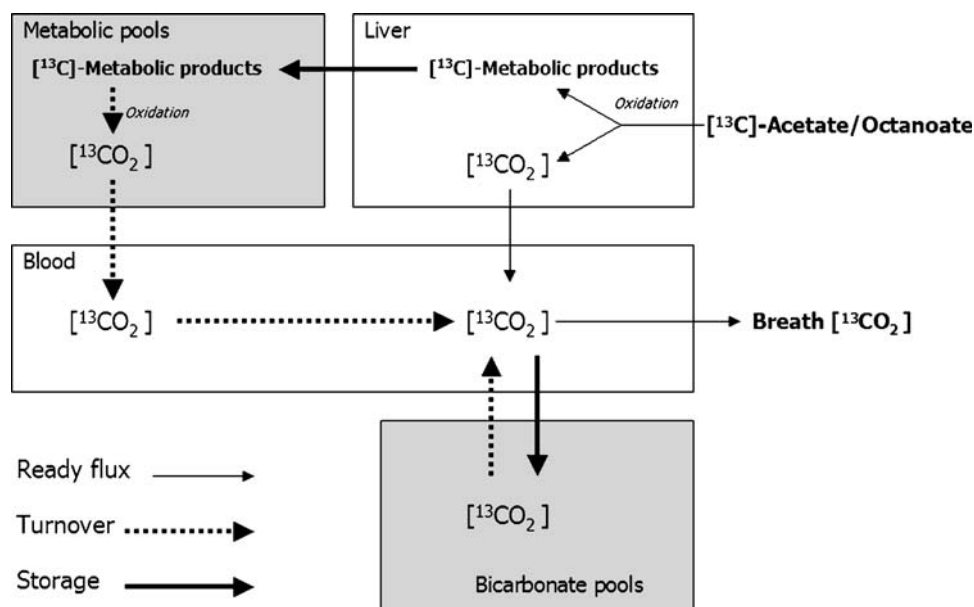 Metabolic pools
Liver
[¹³C]-Metabolic products
[¹³C]-Metabolic products
Oxidation
Oxidation
[¹³C]-Acetate/Octanoate
[¹³CO₂ ]
[¹³CO₂ ]
Blood
[¹³CO₂ ]
[¹³CO₂ ]
Breath [¹³CO₂ ]
Ready flux
Turnover
[¹³CO₂ ]
Storage
Bicarbonate pools